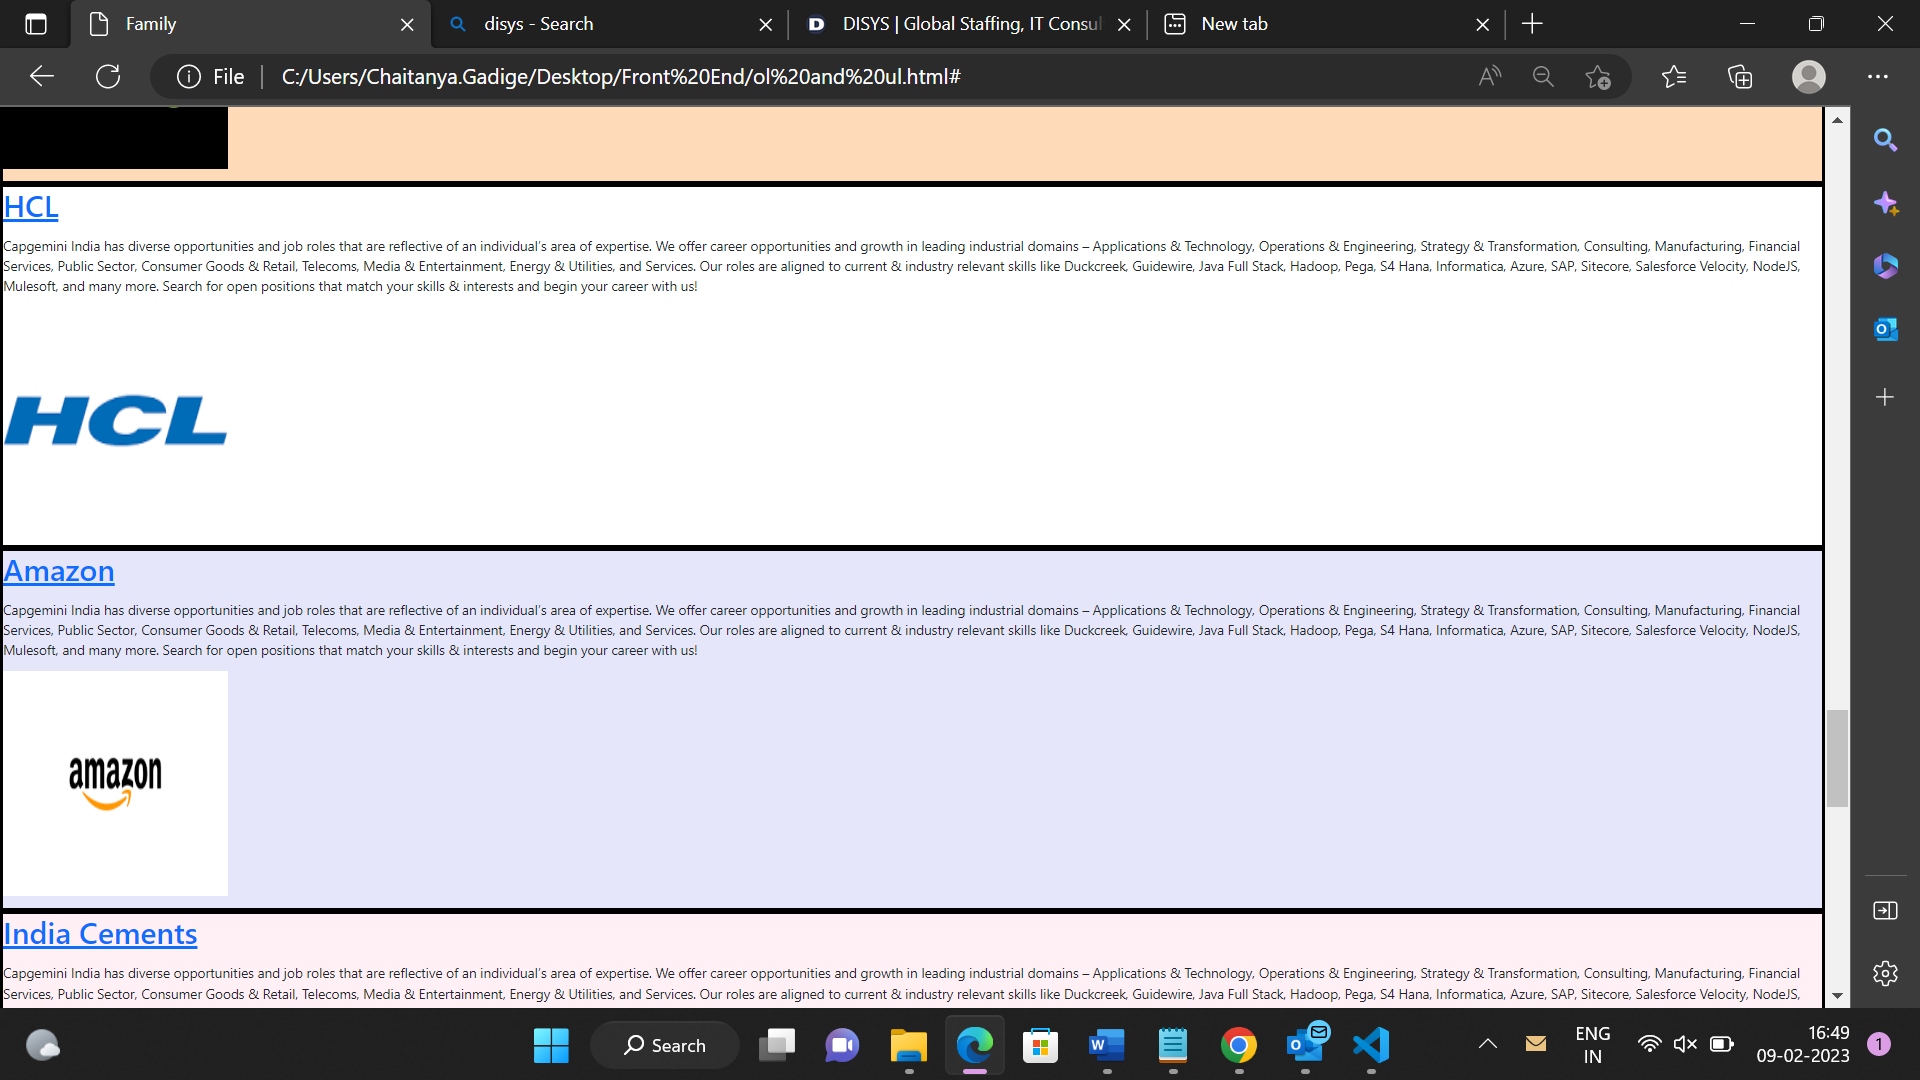 Family
disys - Search
DISYS | Global Staffing, IT Consul
New tab
File
C:/Users/Chaitanya.Gadige/Desktop/Front%20End/ol%20and%20ul.html#
HCL
Capgemini India has diverse opportunities and job roles that are reflective of an individual's area of expertise. We offer career opportunities and growth in leading industrial domains – Applications & Technology, Operations & Engineering, Strategy & Transformation, Consulting, Manufacturing, Financial
Services, Public Sector, Consumer Goods & Retail, Telecoms, Media & Entertainment, Energy & Utilities, and Services. Our roles are aligned to current & industry relevant skills like Duckcreek, Guidewire, Java Full Stack, Hadoop, Pega, S4 Hana, Informatica, Azure, SAP, Sitecore, Salesforce Velocity, NodeJS,
Mulesoft, and many more. Search for open positions that match your skills & interests and begin your career with us!
HCL
Amazon
Capgemini India has diverse opportunities and job roles that are reflective of an individual's area of expertise. We offer career opportunities and growth in leading industrial domains – Applications & Technology, Operations & Engineering, Strategy & Transformation, Consulting, Manufacturing, Financial
Services, Public Sector, Consumer Goods & Retail, Telecoms, Media & Entertainment, Energy & Utilities, and Services. Our roles are aligned to current & industry relevant skills like Duckcreek, Guidewire, Java Full Stack, Hadoop, Pega, S4 Hana, Informatica, Azure, SAP, Sitecore, Salesforce Velocity, NodeJS,
Mulesoft, and many more. Search for open positions that match your skills & interests and begin your career with us!
amazon
India Cements
Capgemini India has diverse opportunities and job roles that are reflective of an individual's area of expertise. We offer career opportunities and growth in leading industrial domains – Applications & Technology, Operations & Engineering, Strategy & Transformation, Consulting, Manufacturing, Financial
Services, Public Sector, Consumer Goods & Retail, Telecoms, Media & Entertainment, Energy & Utilities, and Services. Our roles are aligned to current & industry relevant skills like Duckcreek, Guidewire, Java Full Stack, Hadoop, Pega, S4 Hana, Informatica, Azure, SAP, Sitecore, Salesforce Velocity, NodeJS,
Search
ENG
IN
16:49
09-02-2023
1